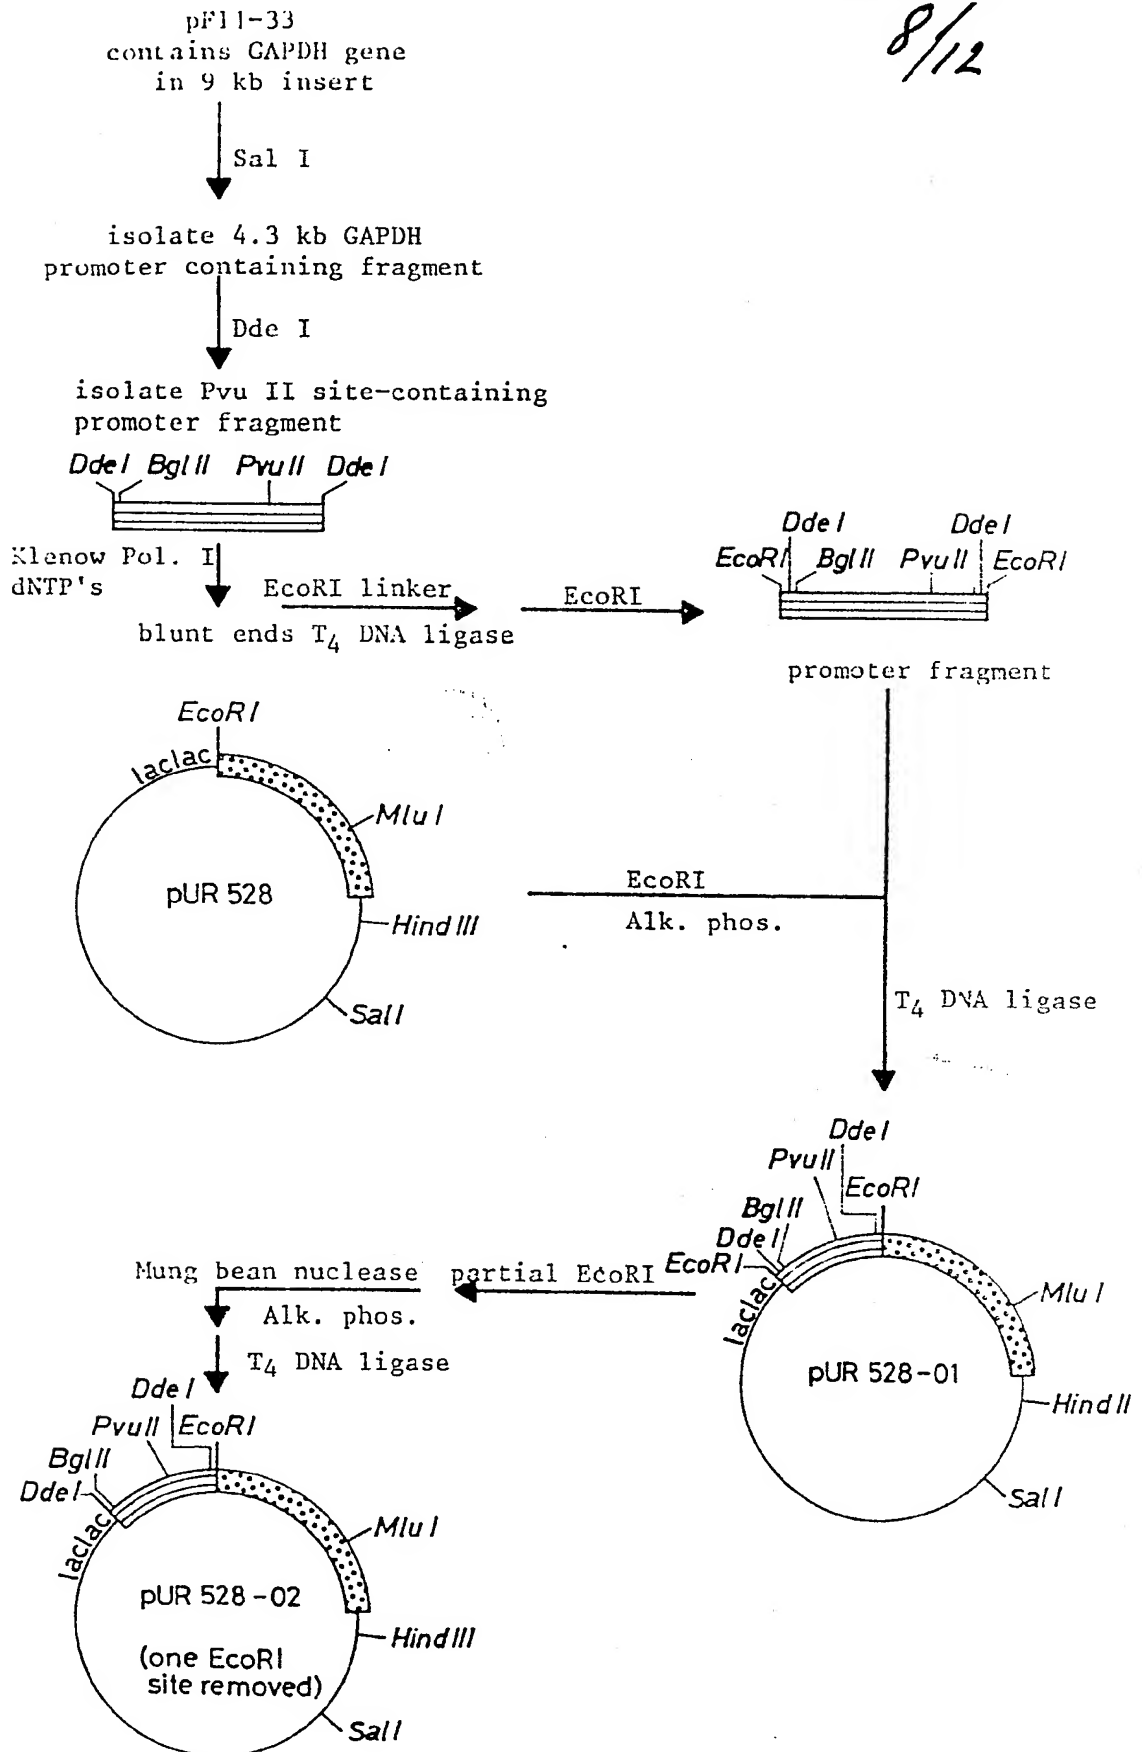 8/12
pF11-33
contains GAPDH gene
in 9 kb insert
Sal I
isolate 4.3 kb GAPDH
promoter containing fragment
Dde I
isolate Pvu II site-containing
promoter fragment
DdeI BglII PvuII DdeI
Klenow Pol. I
dNTP's
EcoRI linker
blunt ends T4 DNA ligase
EcoRI
DdeI DdeI
EcoRI BglII PvuII EcoRI
promoter fragment
EcoRI
laclac
MluI
pUR 528
HindIII
SalI
EcoRI
Alk. phos.
T4 DNA ligase
DdeI
PvuII
EcoRI
BglII
DdeI
EcoRI
laclac
MluI
pUR 528-01
HindII
SalI
partial EcoRI
Mung bean nuclease
Alk. phos.
T4 DNA ligase
DdeI
PvuII EcoRI
BglII
DdeI
laclac
MluI
pUR 528-02
(one EcoRI
site removed)
HindIII
SalI